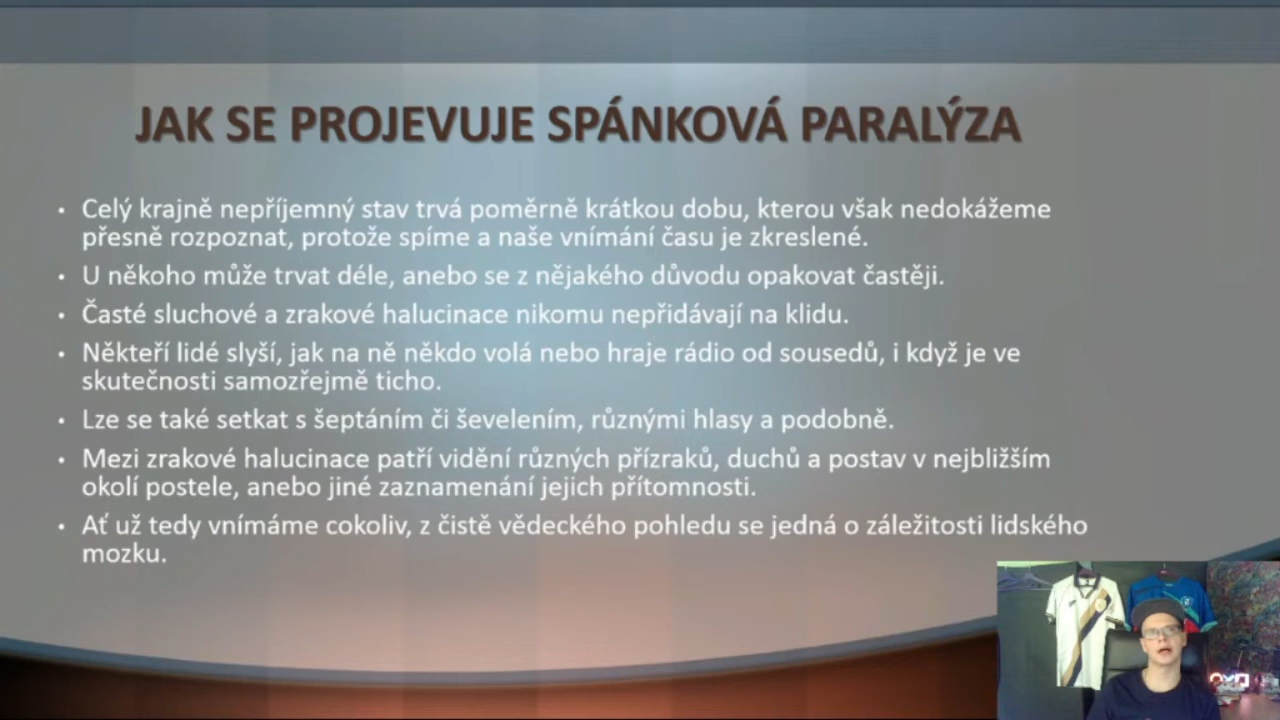 JAK SE PROJEVUJE SPÁNKOVÁ PARALÝZA
• Celý krajně nepříjemný stav trvá poměrně krátkou dobu, kterou však nedokážeme
přesně rozpoznat, protože spíme a naše vnímání času je zkreslené.
• U někoho může trvat déle, anebo se z nějakého důvodu opakovat častěji.
• Časté sluchové a zrakové halucinace nikomu nepřidávají na klidu.
• Někteří lidé slyší, jak na ně někdo volá nebo hraje rádio od sousedů, i když je ve
skutečnosti samozřejmě ticho.
• Lze se také setkat s šeptáním či ševelením, různými hlasy a podobně.
• Mezi zrakové halucinace patří vidění různých přízraků, duchů a postav v nejbližším
okolí postele, anebo jiné zaznamenání jejich přítomnosti.
• Ať už tedy vnímáme cokoliv, z čistě vědeckého pohledu se jedná o záležitosti lidského
mozku.